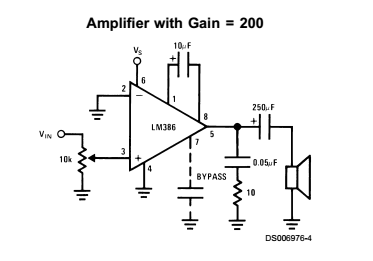 Amplifier with Gain = 200
VS
10μF
+
6
2
−
1
8
LM386
250μF
+
VIN
5
3
+
10k
7
4
BYPASS
0.05μF
10
DS006976-4